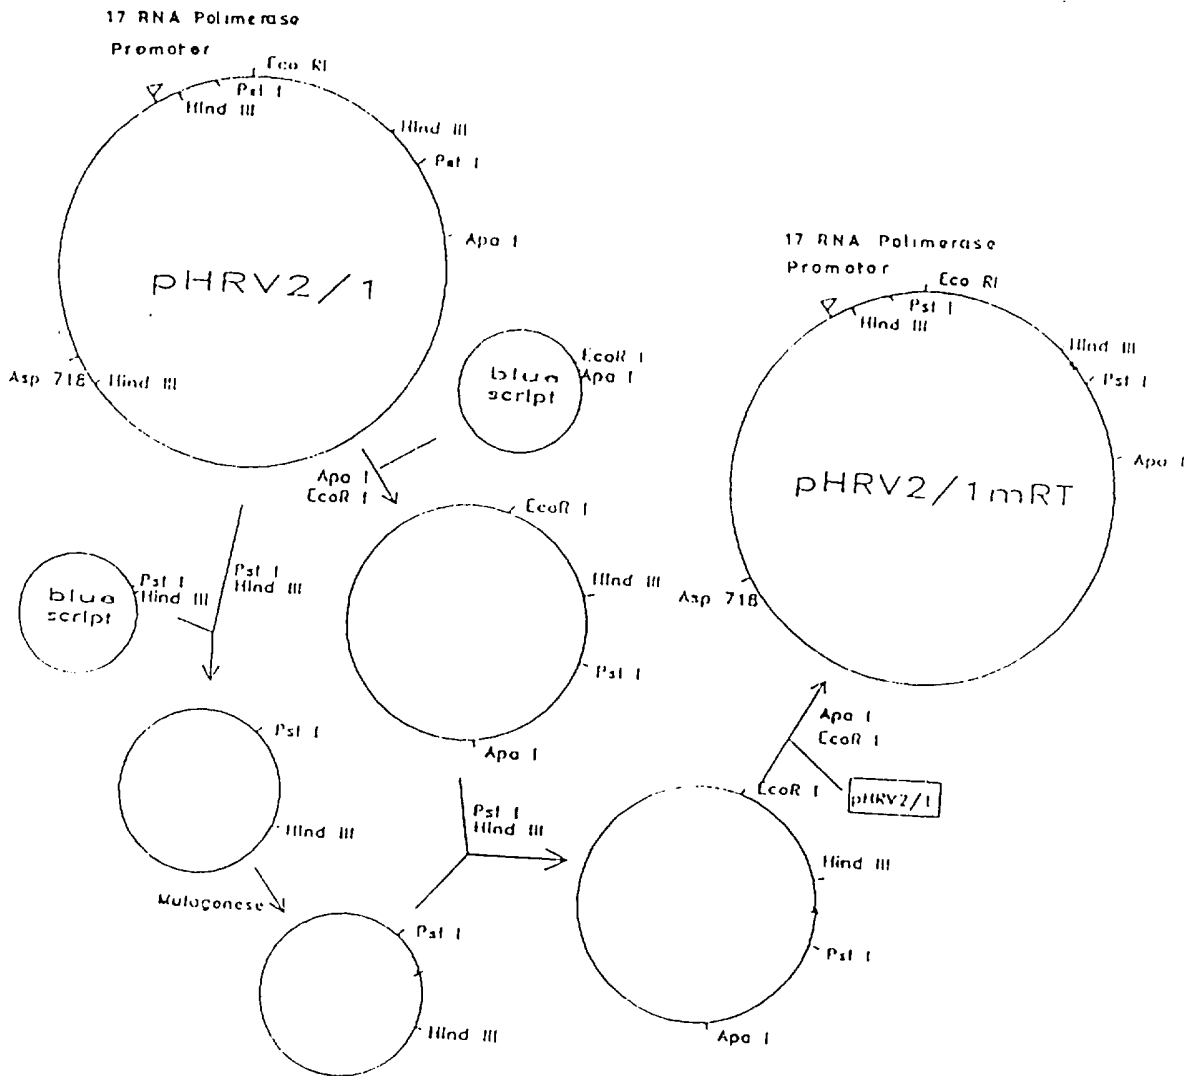 17 RNA Polimerase
Promotor
Eco RI
Pst I
Hind III
Hind III
Pst I
Apa I
pHRV2/1
Asp 718
Hind III
EcoR I
Apa I
blue
script
Apa I
EcoR I
Pst I
Hind III
blue
script
Pst I
Hind III
EcoR I
Hind III
Pst I
Apa I
Pst I
Hind III
Mutagenese
Pst I
Hind III
Pst I
Hind III
EcoR I
Hind III
Pst I
Apa I
Apa I
EcoR I
pHRV2/1
17 RNA Polimerase
Promotor
Eco RI
Pst I
Hind III
Hind III
Pst I
Apa I
pHRV2/1mRT
Asp 718